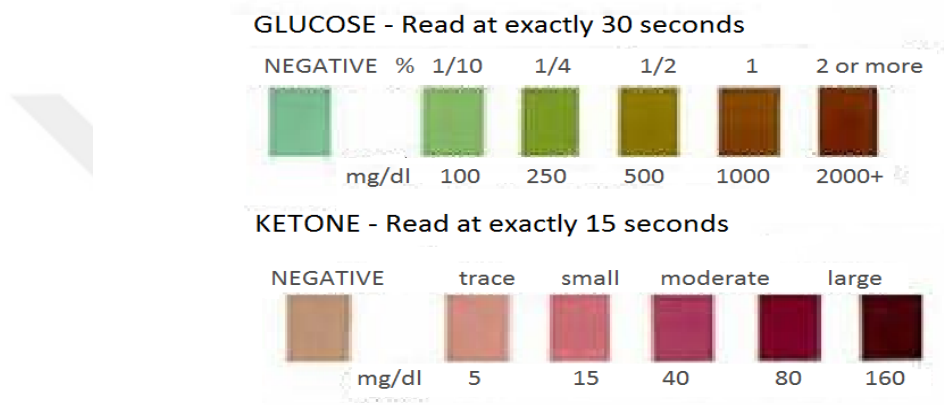 GLUCOSE - Read at exactly 30 seconds
NEGATIVE % 1/10 1/4 1/2 1 2 or more
mg/dl 100 250 500 1000 2000+
KETONE - Read at exactly 15 seconds
NEGATIVE trace small moderate large
mg/dl 5 15 40 80 160